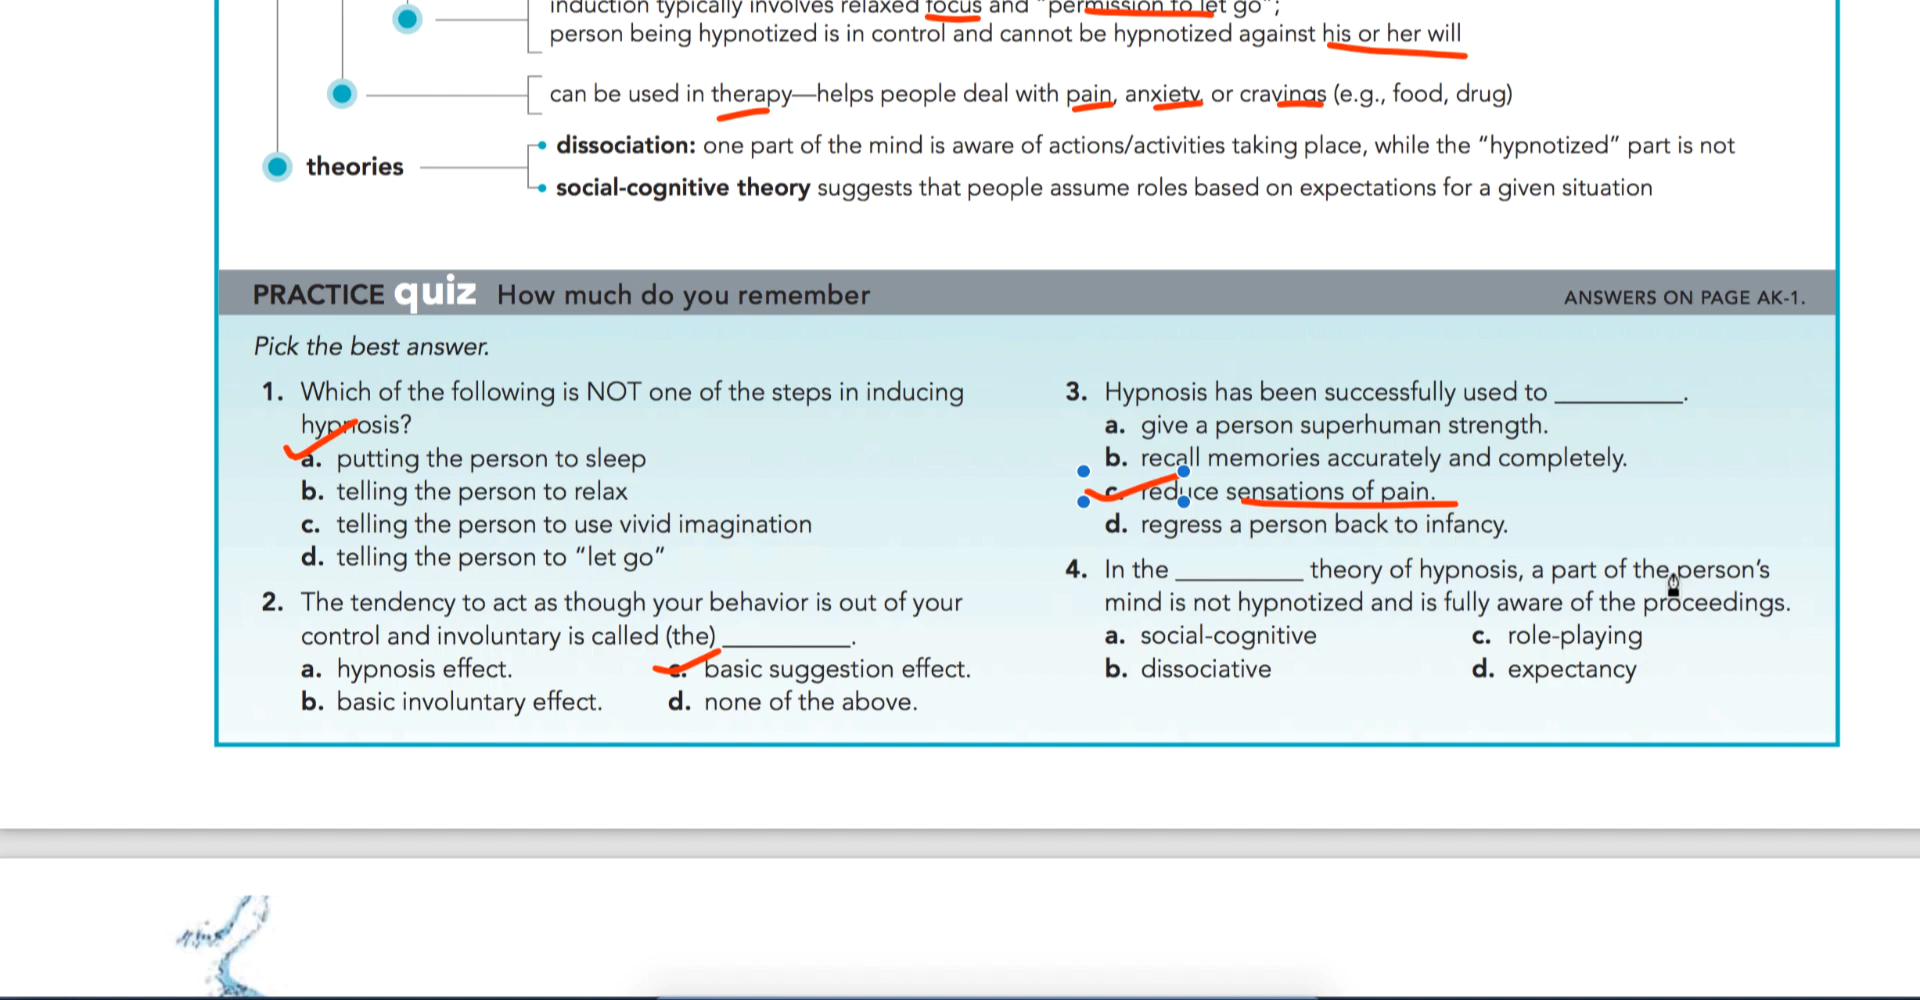 induction typically involves relaxed focus and "permission to let go";
person being hypnotized is in control and cannot be hypnotized against his or her will
can be used in therapy—helps people deal with pain, anxiety, or cravings (e.g., food, drug)
theories
• dissociation: one part of the mind is aware of actions/activities taking place, while the "hypnotized" part is not
• social-cognitive theory suggests that people assume roles based on expectations for a given situation
PRACTICE quiz How much do you remember
ANSWERS ON PAGE AK-1.
Pick the best answer.
1. Which of the following is NOT one of the steps in inducing
hypnosis?
a. putting the person to sleep
b. telling the person to relax
c. telling the person to use vivid imagination
d. telling the person to "let go"
2. The tendency to act as though your behavior is out of your
control and involuntary is called (the) __________.
a. hypnosis effect.
b. basic involuntary effect.
c. basic suggestion effect.
d. none of the above.
3. Hypnosis has been successfully used to __________.
a. give a person superhuman strength.
b. recall memories accurately and completely.
c. reduce sensations of pain.
d. regress a person back to infancy.
4. In the __________ theory of hypnosis, a part of the person's
mind is not hypnotized and is fully aware of the proceedings.
a. social-cognitive
b. dissociative
c. role-playing
d. expectancy